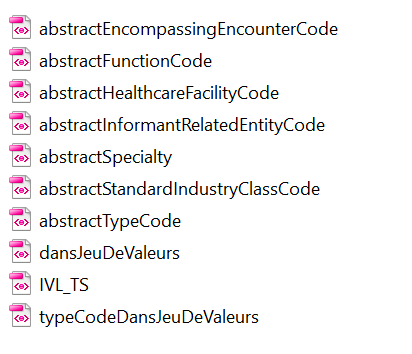 abstractEncompassingEncounterCode
abstractFunctionCode
abstractHealthcareFacilityCode
abstractInformantRelatedEntityCode
abstractSpecialty
abstractStandardIndustryClassCode
abstractTypeCode
dansJeuDeValeurs
IVL_TS
typeCodeDansJeuDeValeurs